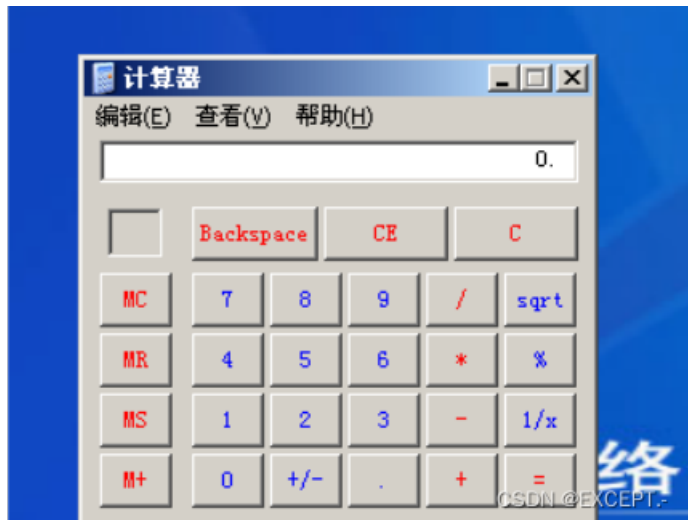 计算器
编辑(E) 查看(V) 帮助(H)
0.
Backspace CE C
MC 7 8 9 / sqrt
MR 4 5 6 * %
MS 1 2 3 - 1/x
M+ 0 +/- . + =
络
CSDN @EXCEPT.-